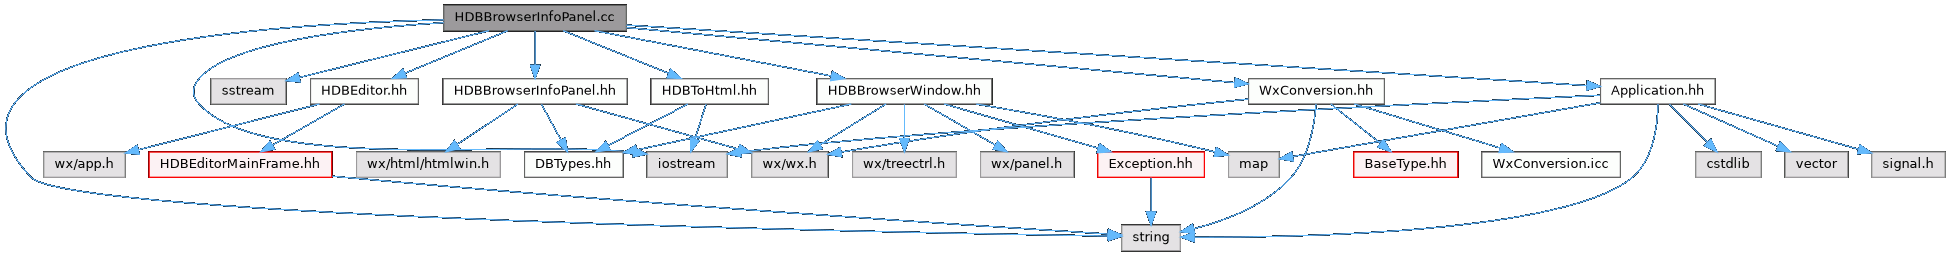 HDBBrowserInfoPanel.cc
sstream
HDBEditor.hh
HDBBrowserInfoPanel.hh
HDBToHtml.hh
HDBBrowserWindow.hh
WxConversion.hh
Application.hh
wx/app.h
HDBEditorMainFrame.hh
wx/html/htmlwin.h
DBTypes.hh
iostream
wx/wx.h
wx/treectrl.h
wx/panel.h
Exception.hh
map
BaseType.hh
WxConversion.icc
cstdlib
vector
signal.h
string